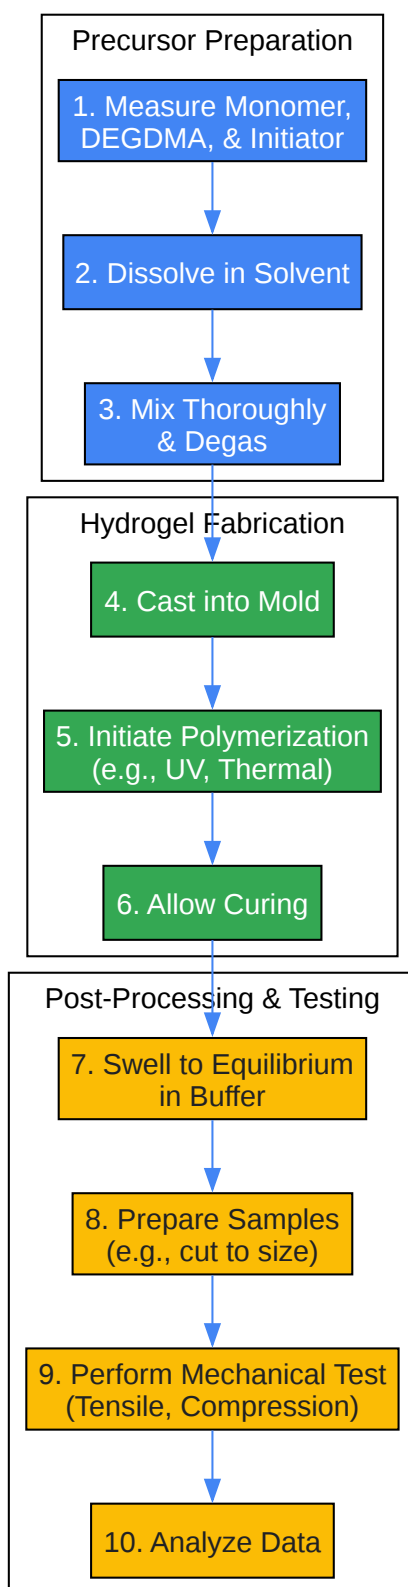 Precursor Preparation
1. Measure Monomer,
DEGDMA, & Initiator
2. Dissolve in Solvent
3. Mix Thoroughly
& Degas
Hydrogel Fabrication
4. Cast into Mold
5. Initiate Polymerization
(e.g., UV, Thermal)
6. Allow Curing
Post-Processing & Testing
7. Swell to Equilibrium
in Buffer
8. Prepare Samples
(e.g., cut to size)
9. Perform Mechanical Test
(Tensile, Compression)
10. Analyze Data